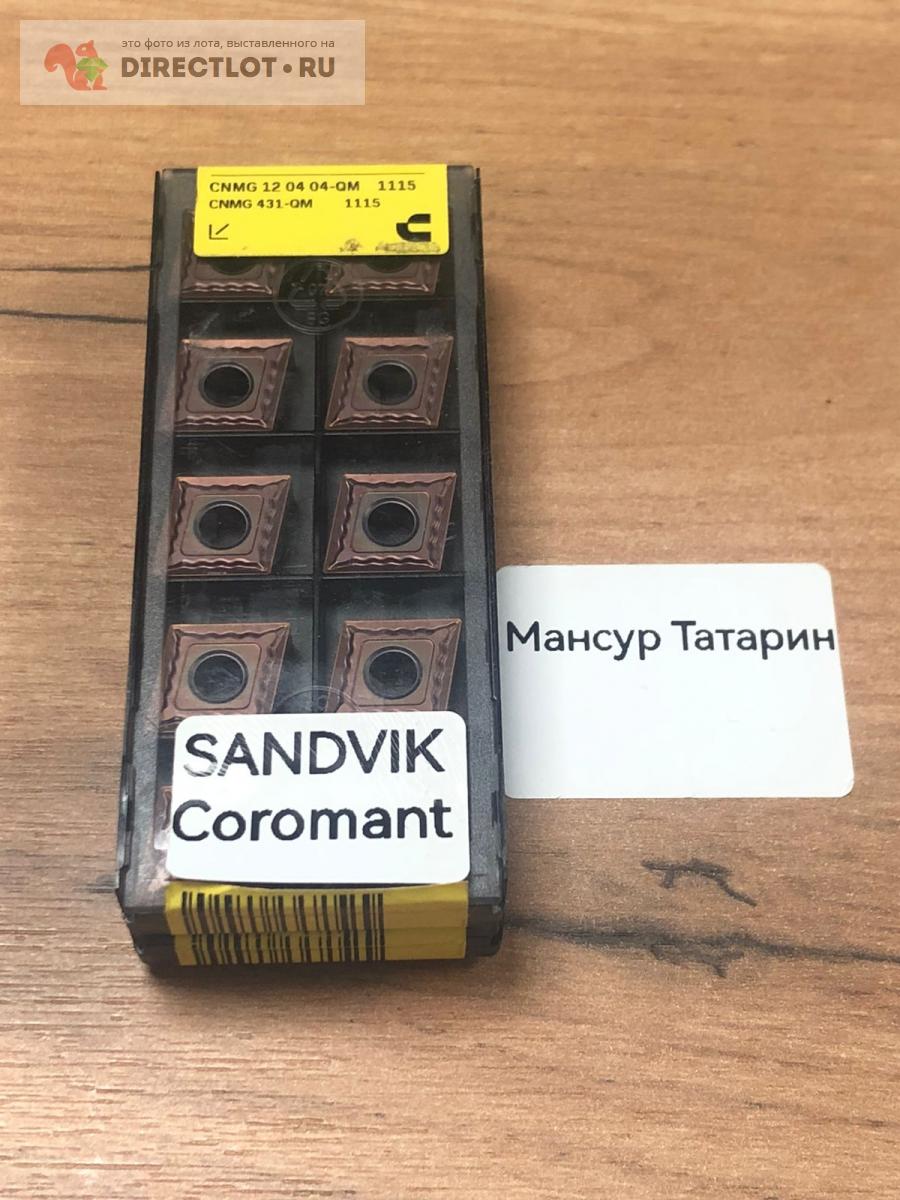 это фото из лота, выставленного на
DIRECTLOT•RU
CNMG 12 04 04-QM 1115
CNMG 431-QM 1115
Мансур Татарин
SANDVIK
Coromant